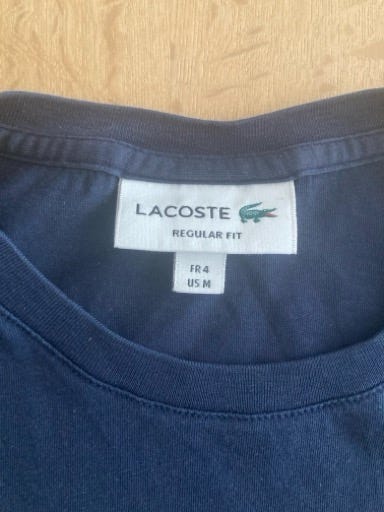 LACOSTE
REGULAR FIT
FR 4
US M